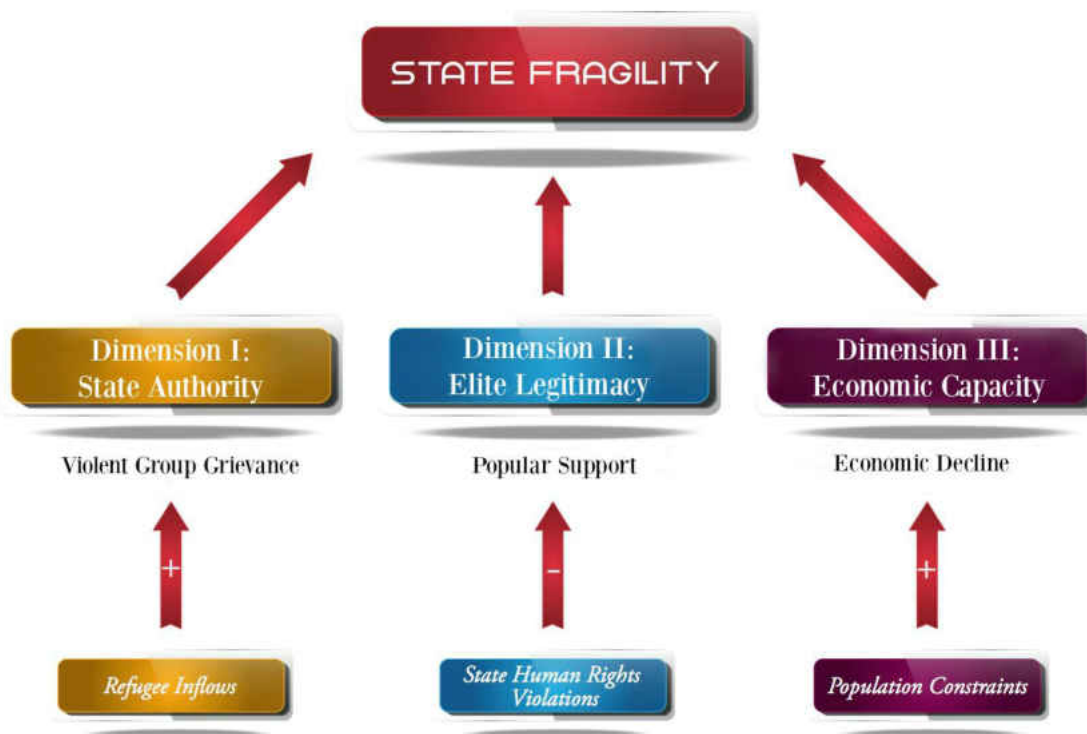 STATE FRAGILITY
Dimension I:
State Authority
Dimension II:
Elite Legitimacy
Dimension III:
Economic Capacity
Violent Group Grievance
Popular Support
Economic Decline
+
-
+
Refugee Inflows
State Human Rights
Violations
Population Constraints